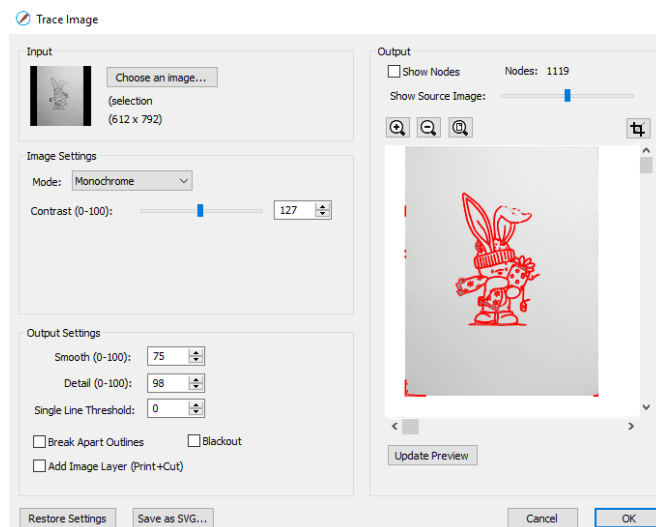 Trace Image
Input
Choose an image...
(selection
(612 x 792)
Image Settings
Mode: Monochrome
Contrast (0-100): 127
Output Settings
Smooth (0-100): 75
Detail (0-100): 98
Single Line Threshold: 0
Break Apart Outlines Blackout
Add Image Layer (Print+Cut)
Restore Settings Save as SVG...
Output
Show Nodes Nodes: 1119
Show Source Image:
Update Preview
Cancel OK